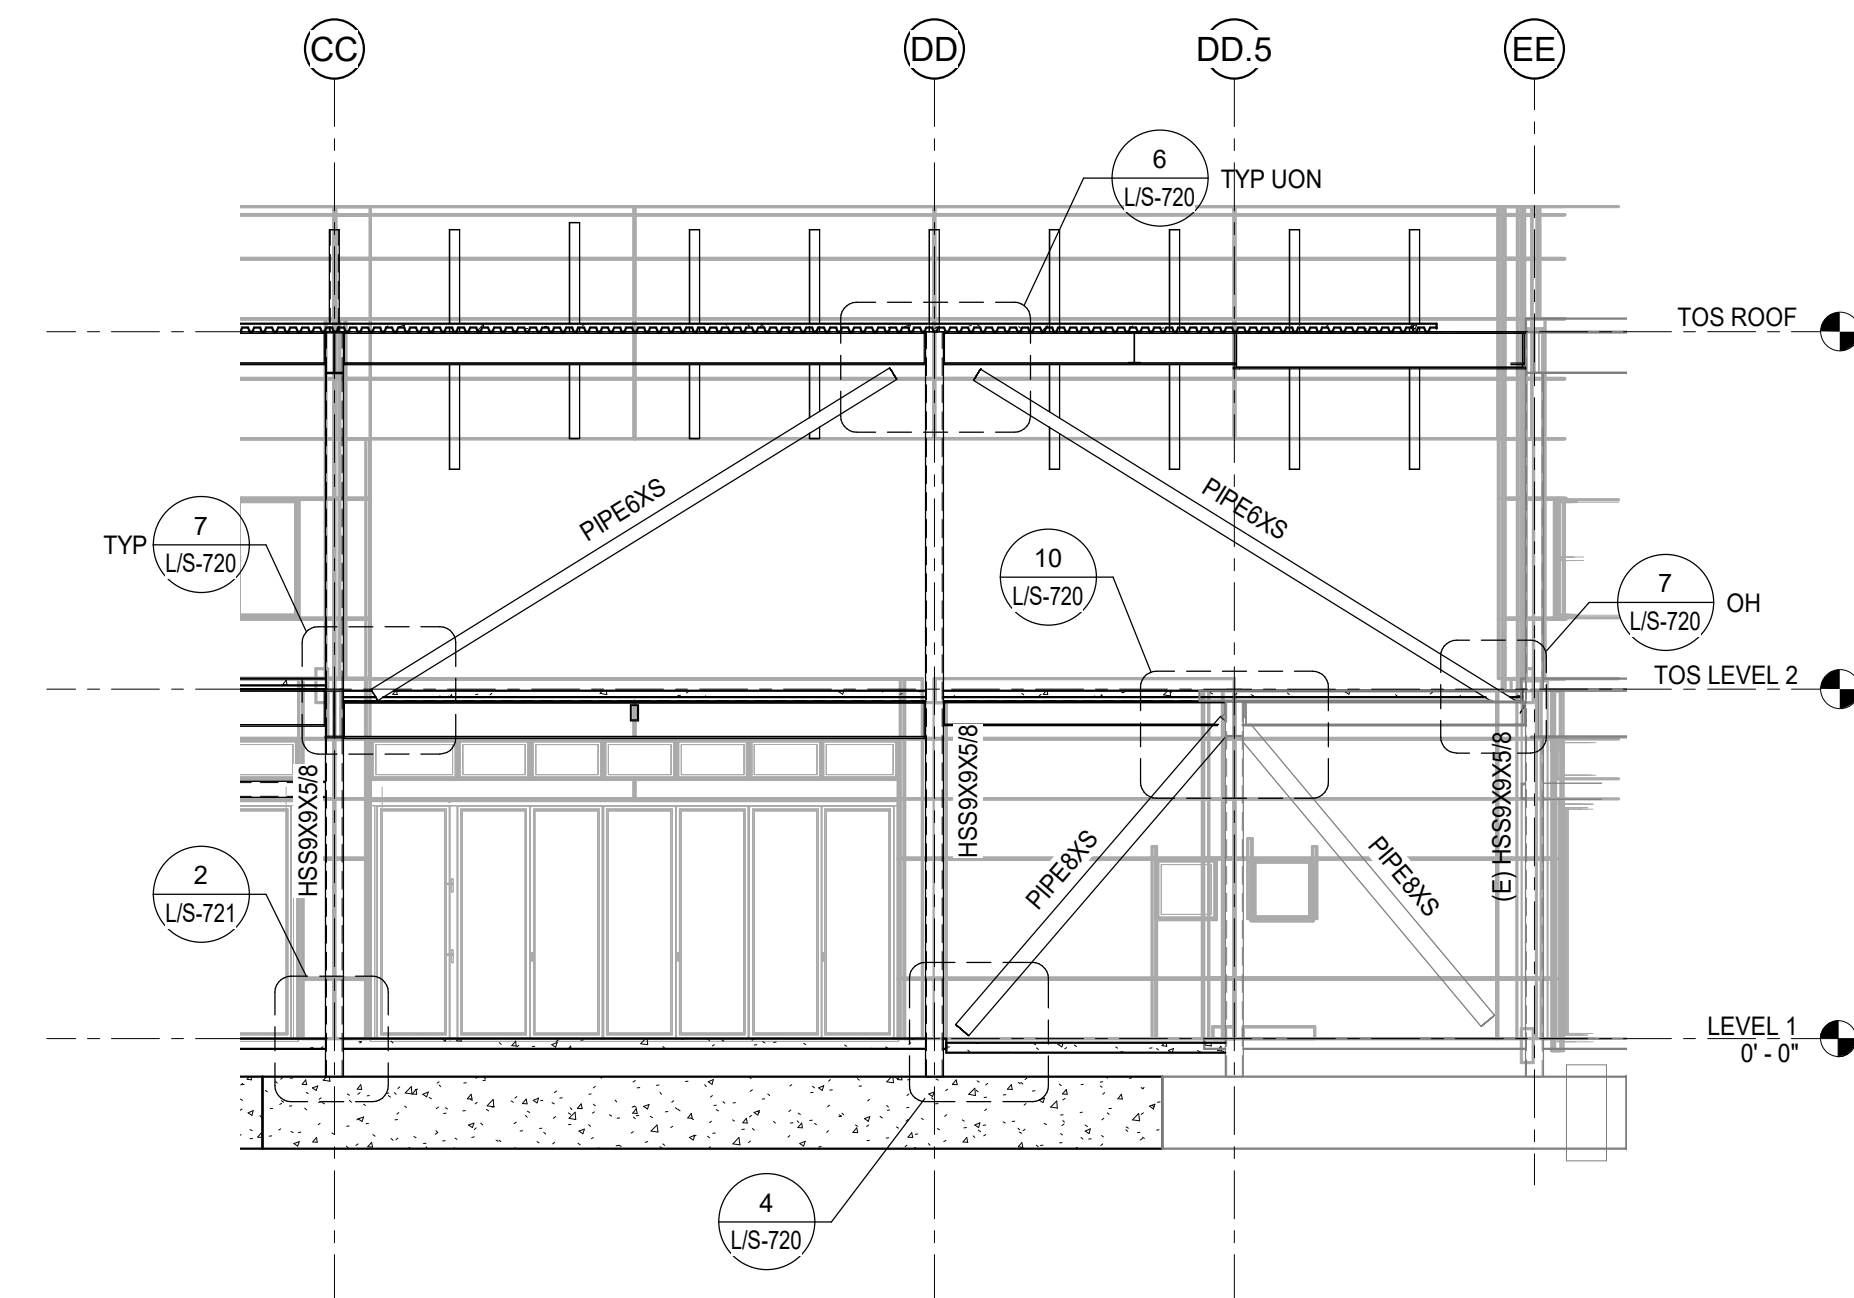 CC
DD
DD.5
EE
6
L/S-720
TYP UON
TOS ROOF
PIPE6XS
PIPE6XS
7
L/S-720
TYP
10
L/S-720
7
L/S-720
OH
TOS LEVEL 2
HSS9X9X5/8
HSS9X9X5/8
(E) HSS9X9X5/8
PIPE8XS
PIPE8XS
2
L/S-721
LEVEL 1
0' - 0"
4
L/S-720